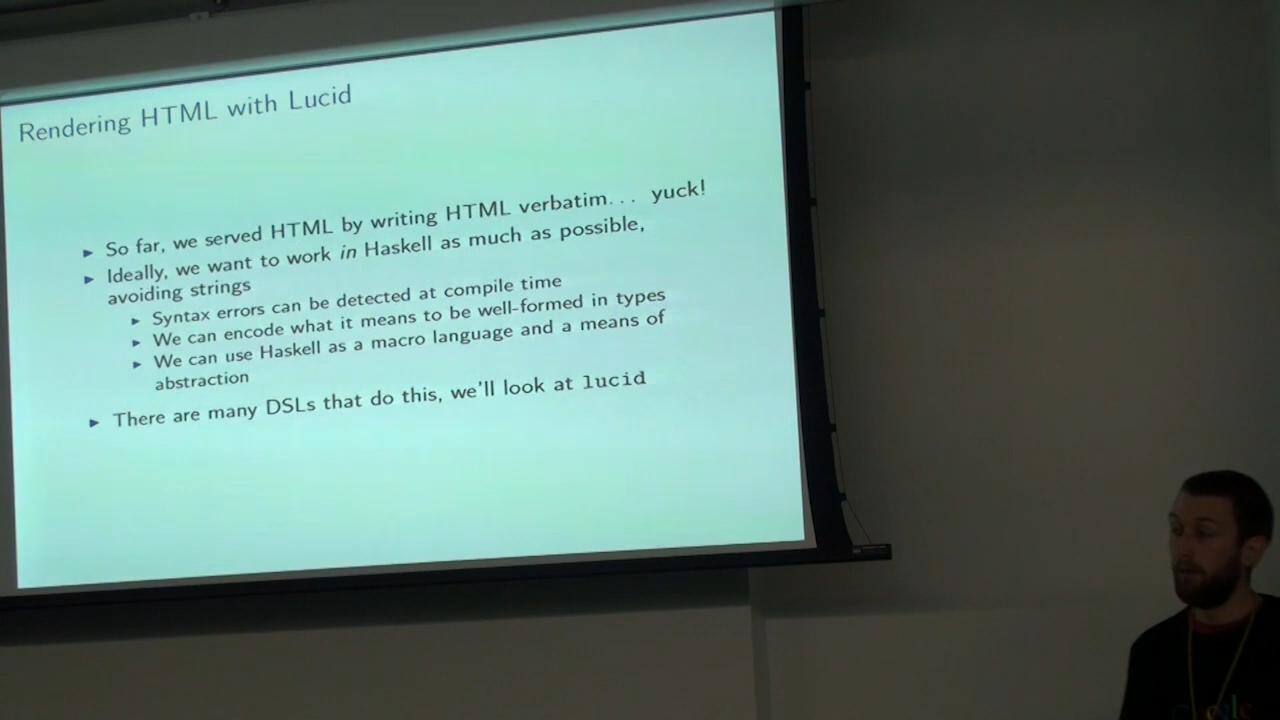 Rendering HTML with Lucid
▶ So far, we served HTML by writing HTML verbatim... yuck!
▶ Ideally, we want to work in Haskell as much as possible,
avoiding strings
▶ Syntax errors can be detected at compile time
▶ We can encode what it means to be well-formed in types
▶ We can use Haskell as a macro language and a means of
abstraction
▶ There are many DSLs that do this, we'll look at lucid